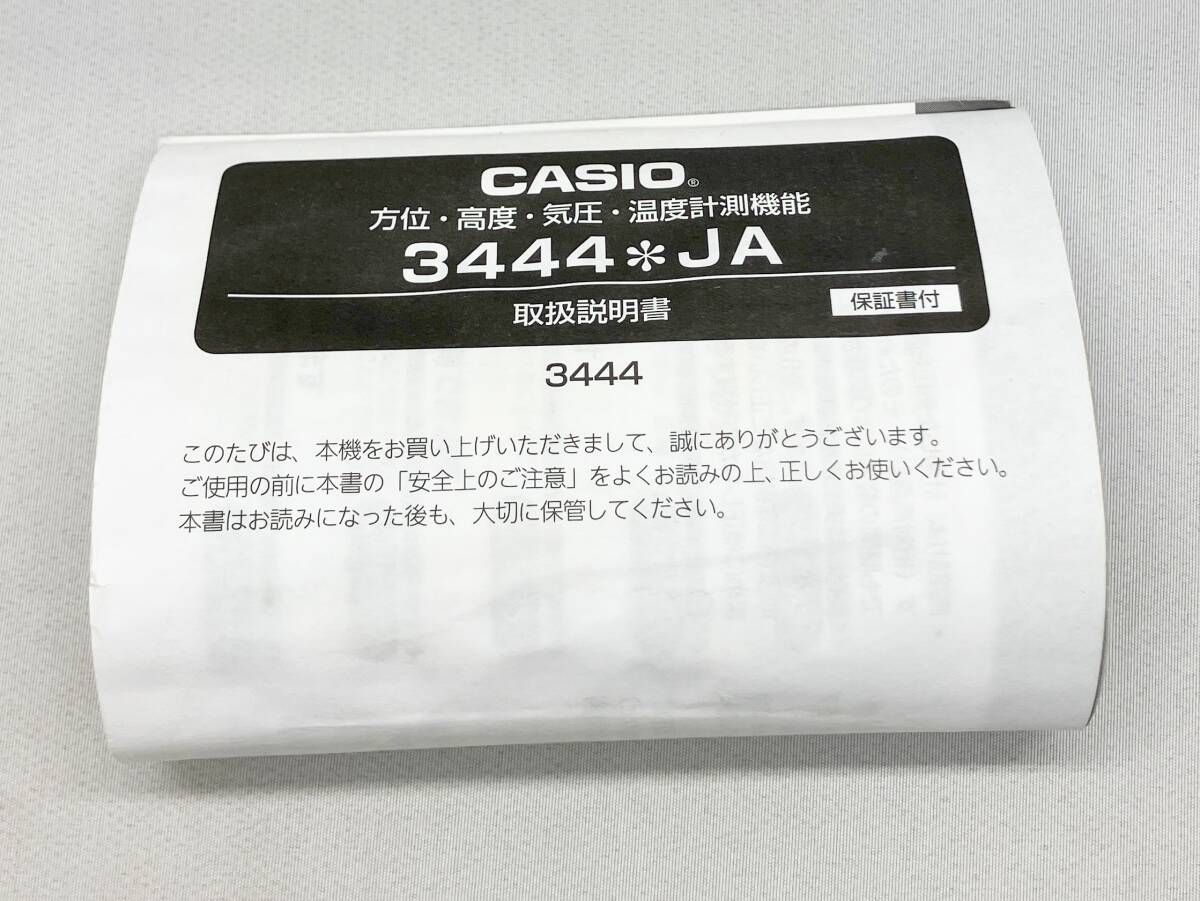 CASIO®
方位・高度・気圧・温度計測機能
3444＊JA
取扱説明書 保証書付
3444
このたびは、本機をお買い上げいただきまして、誠にありがとうございます。
ご使用の前に本書の「安全上のご注意」をよくお読みの上、正しくお使いください。
本書はお読みになった後も、大切に保管してください。